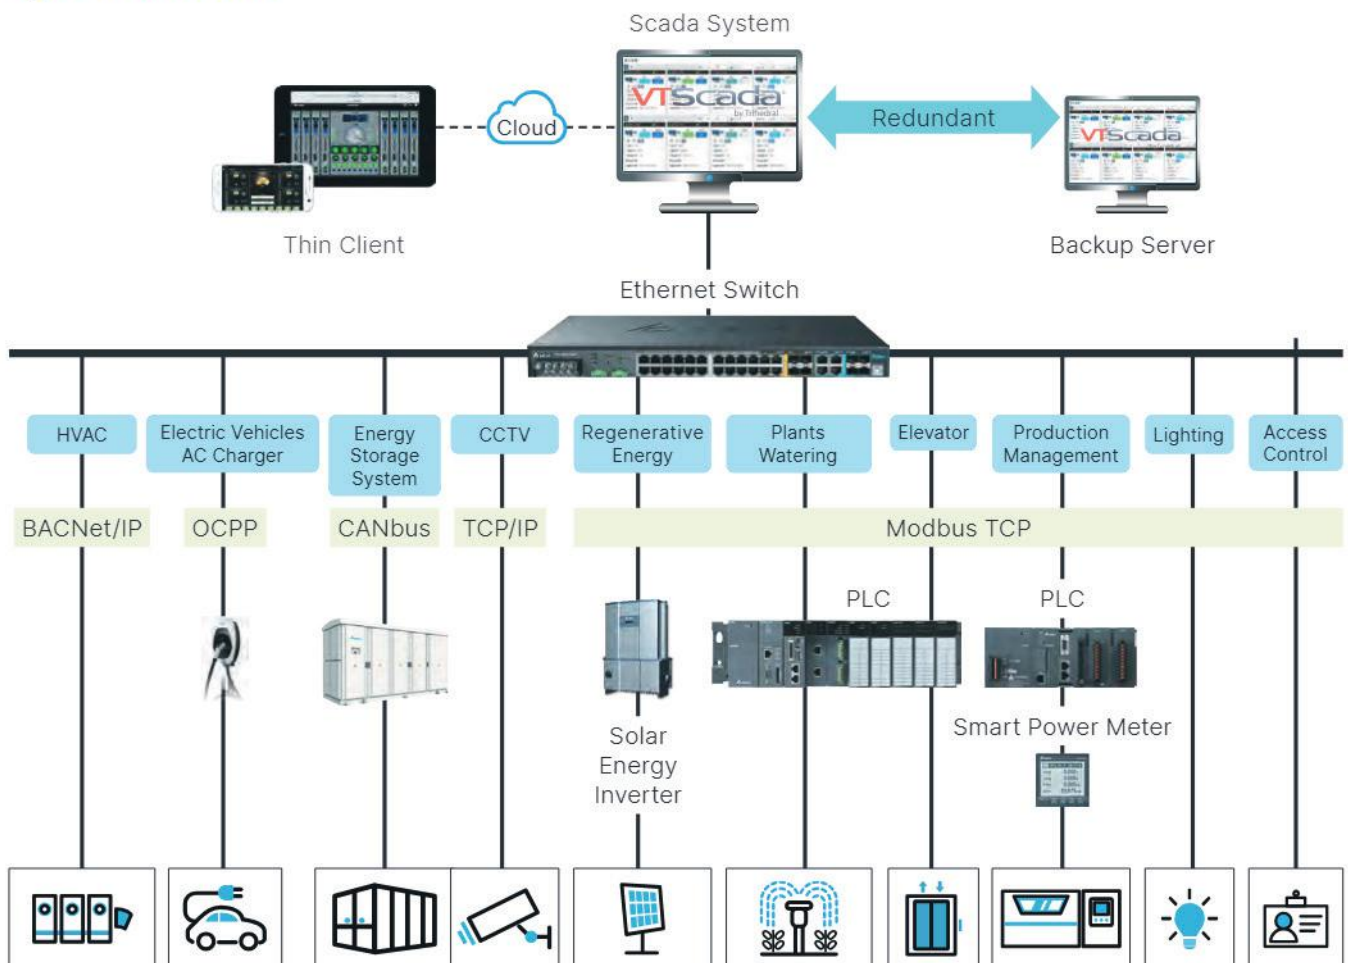 Scada System
VTScada
by Trihedral
Cloud
Redundant
VTScada
Thin Client
Backup Server
Ethernet Switch
HVAC
Electric Vehicles
AC Charger
Energy
Storage
System
CCTV
Regenerative
Energy
Plants
Watering
Elevator
Production
Management
Lighting
Access
Control
BACNet/IP
OCPP
CANbus
TCP/IP
Modbus TCP
PLC
PLC
Solar
Energy
Inverter
Smart Power Meter